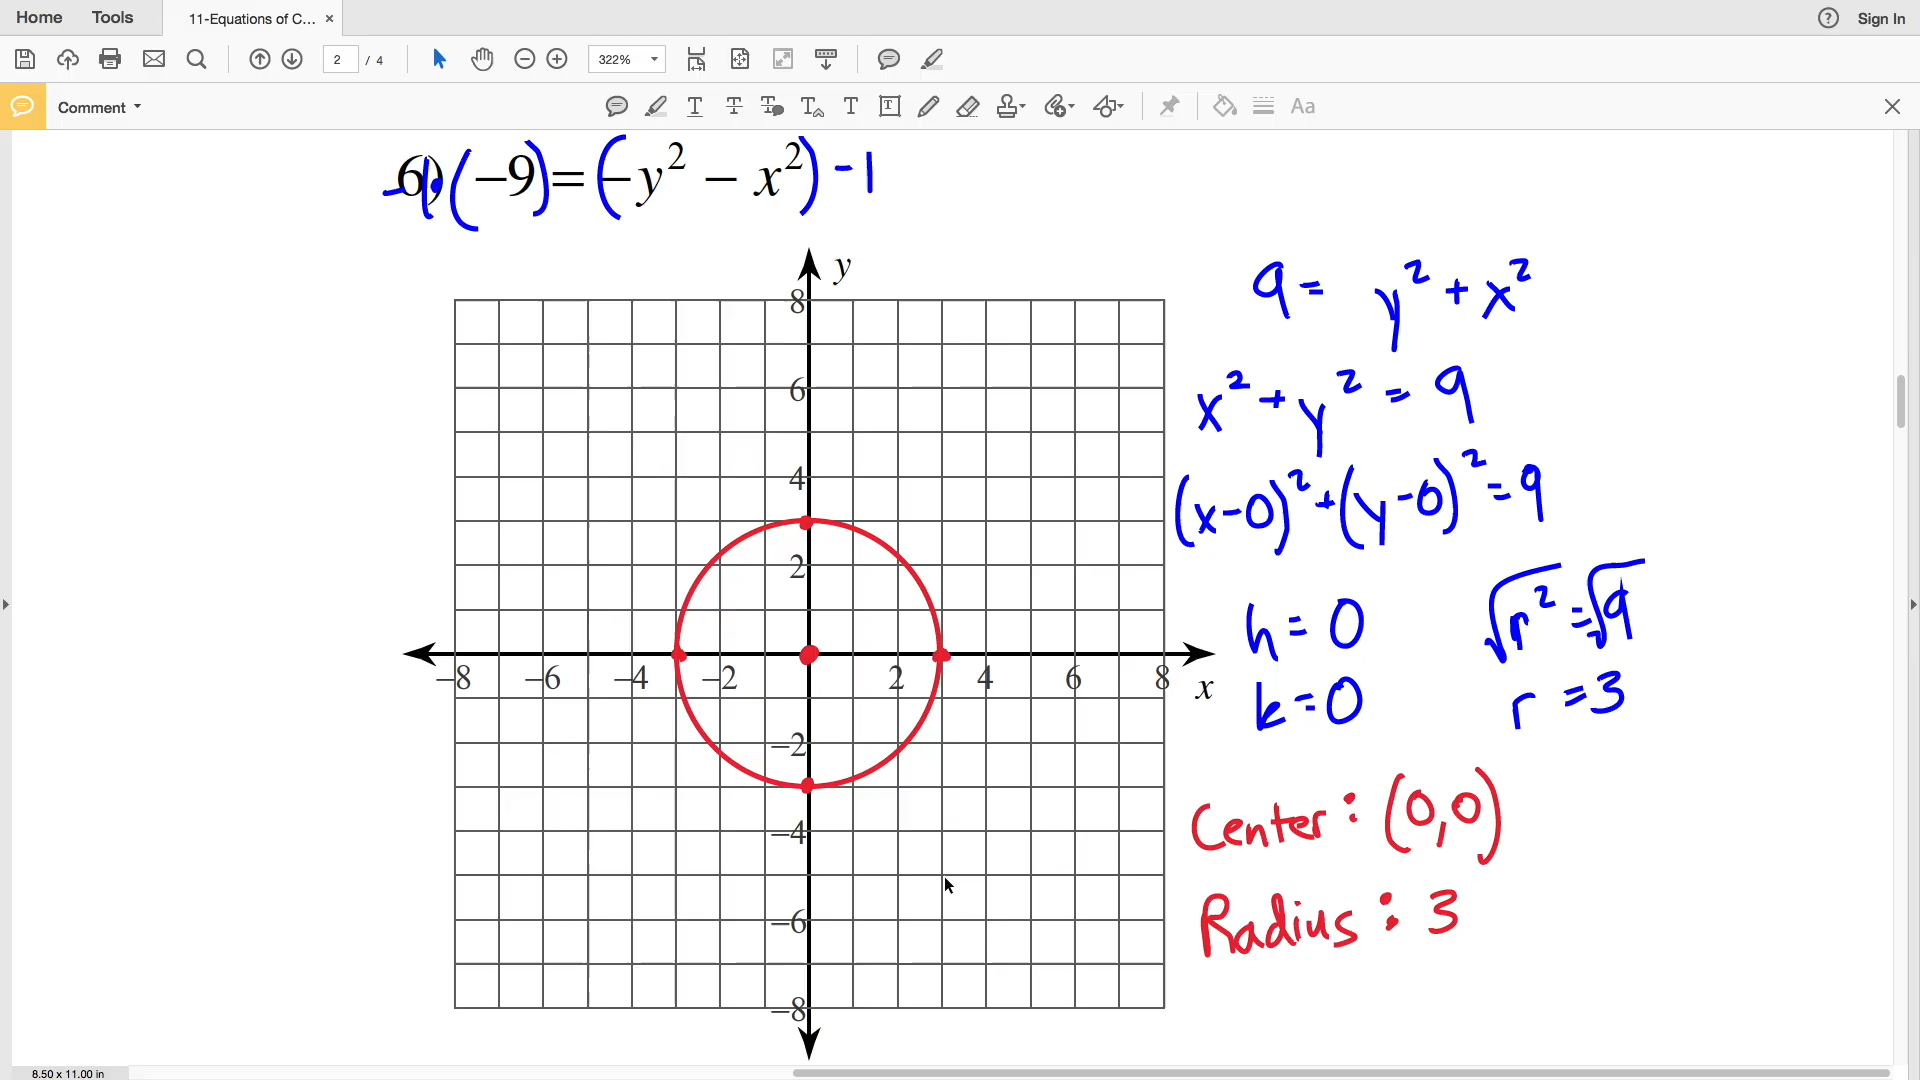 Home Tools 11-Equations of C... × ? Sign In
2 / 4 322%
Comment T T T T T T Aa
6) -1·(−9) = (−y² − x²) -1
y
8
6
4
2
−8 −6 −4 −2 2 4 6 8 x
−2
−4
−6
−8
9 = y² + x²
x² + y² = 9
(x-0)² + (y-0)² = 9
h = 0 √r² = √9
k = 0 r = 3
Center: (0,0)
Radius: 3
8.50 x 11.00 in